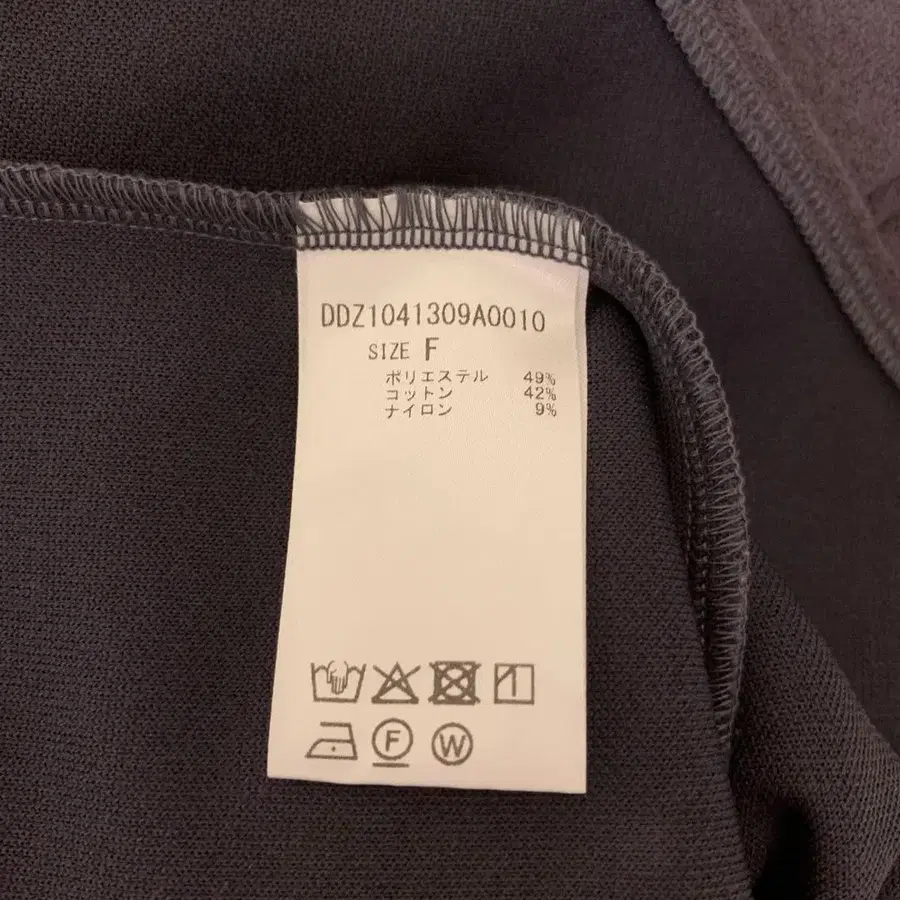 DDZ1041309A0010
SIZE F
ポリエステル 49%
コットン 42%
ナイロン 9%
F W